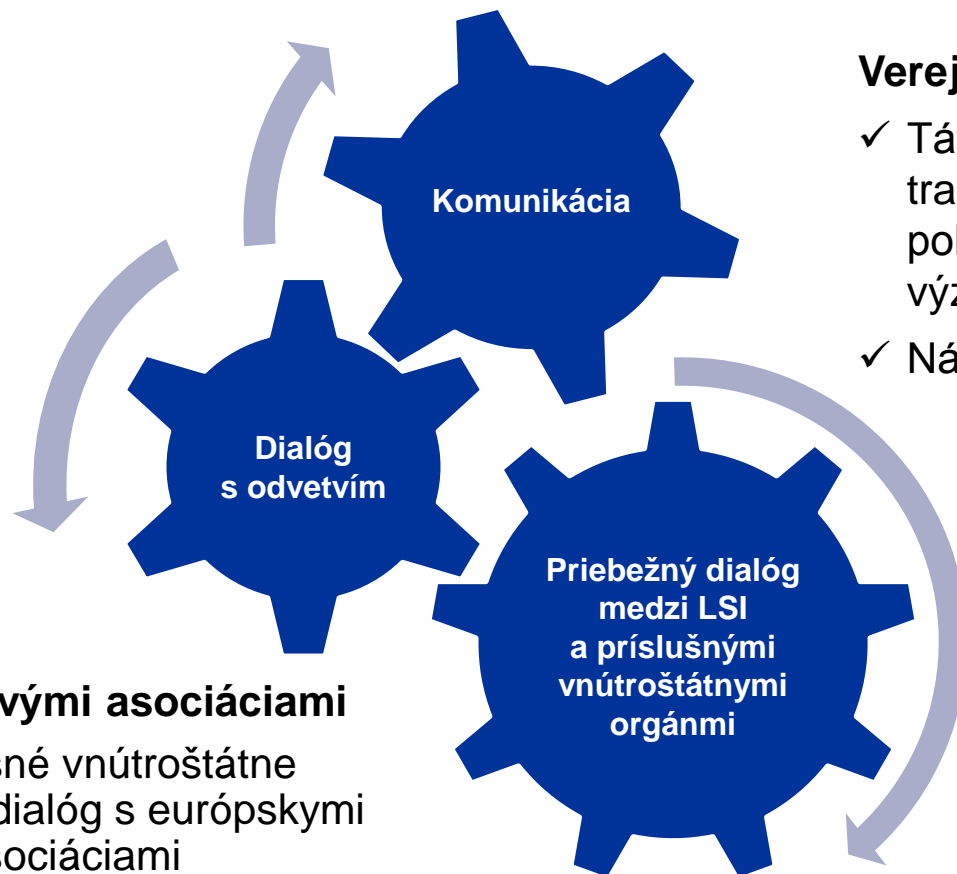 Komunikácia
Dialóg
s odvetvím
Priebežný dialóg
medzi LSI
a príslušnými
vnútroštátnymi
orgánmi
vými asociáciami
sné vnútroštátne
dialóg s európskymi
sociáciami
Verej
✓ Tá
tra
pol
výz
✓ Ná